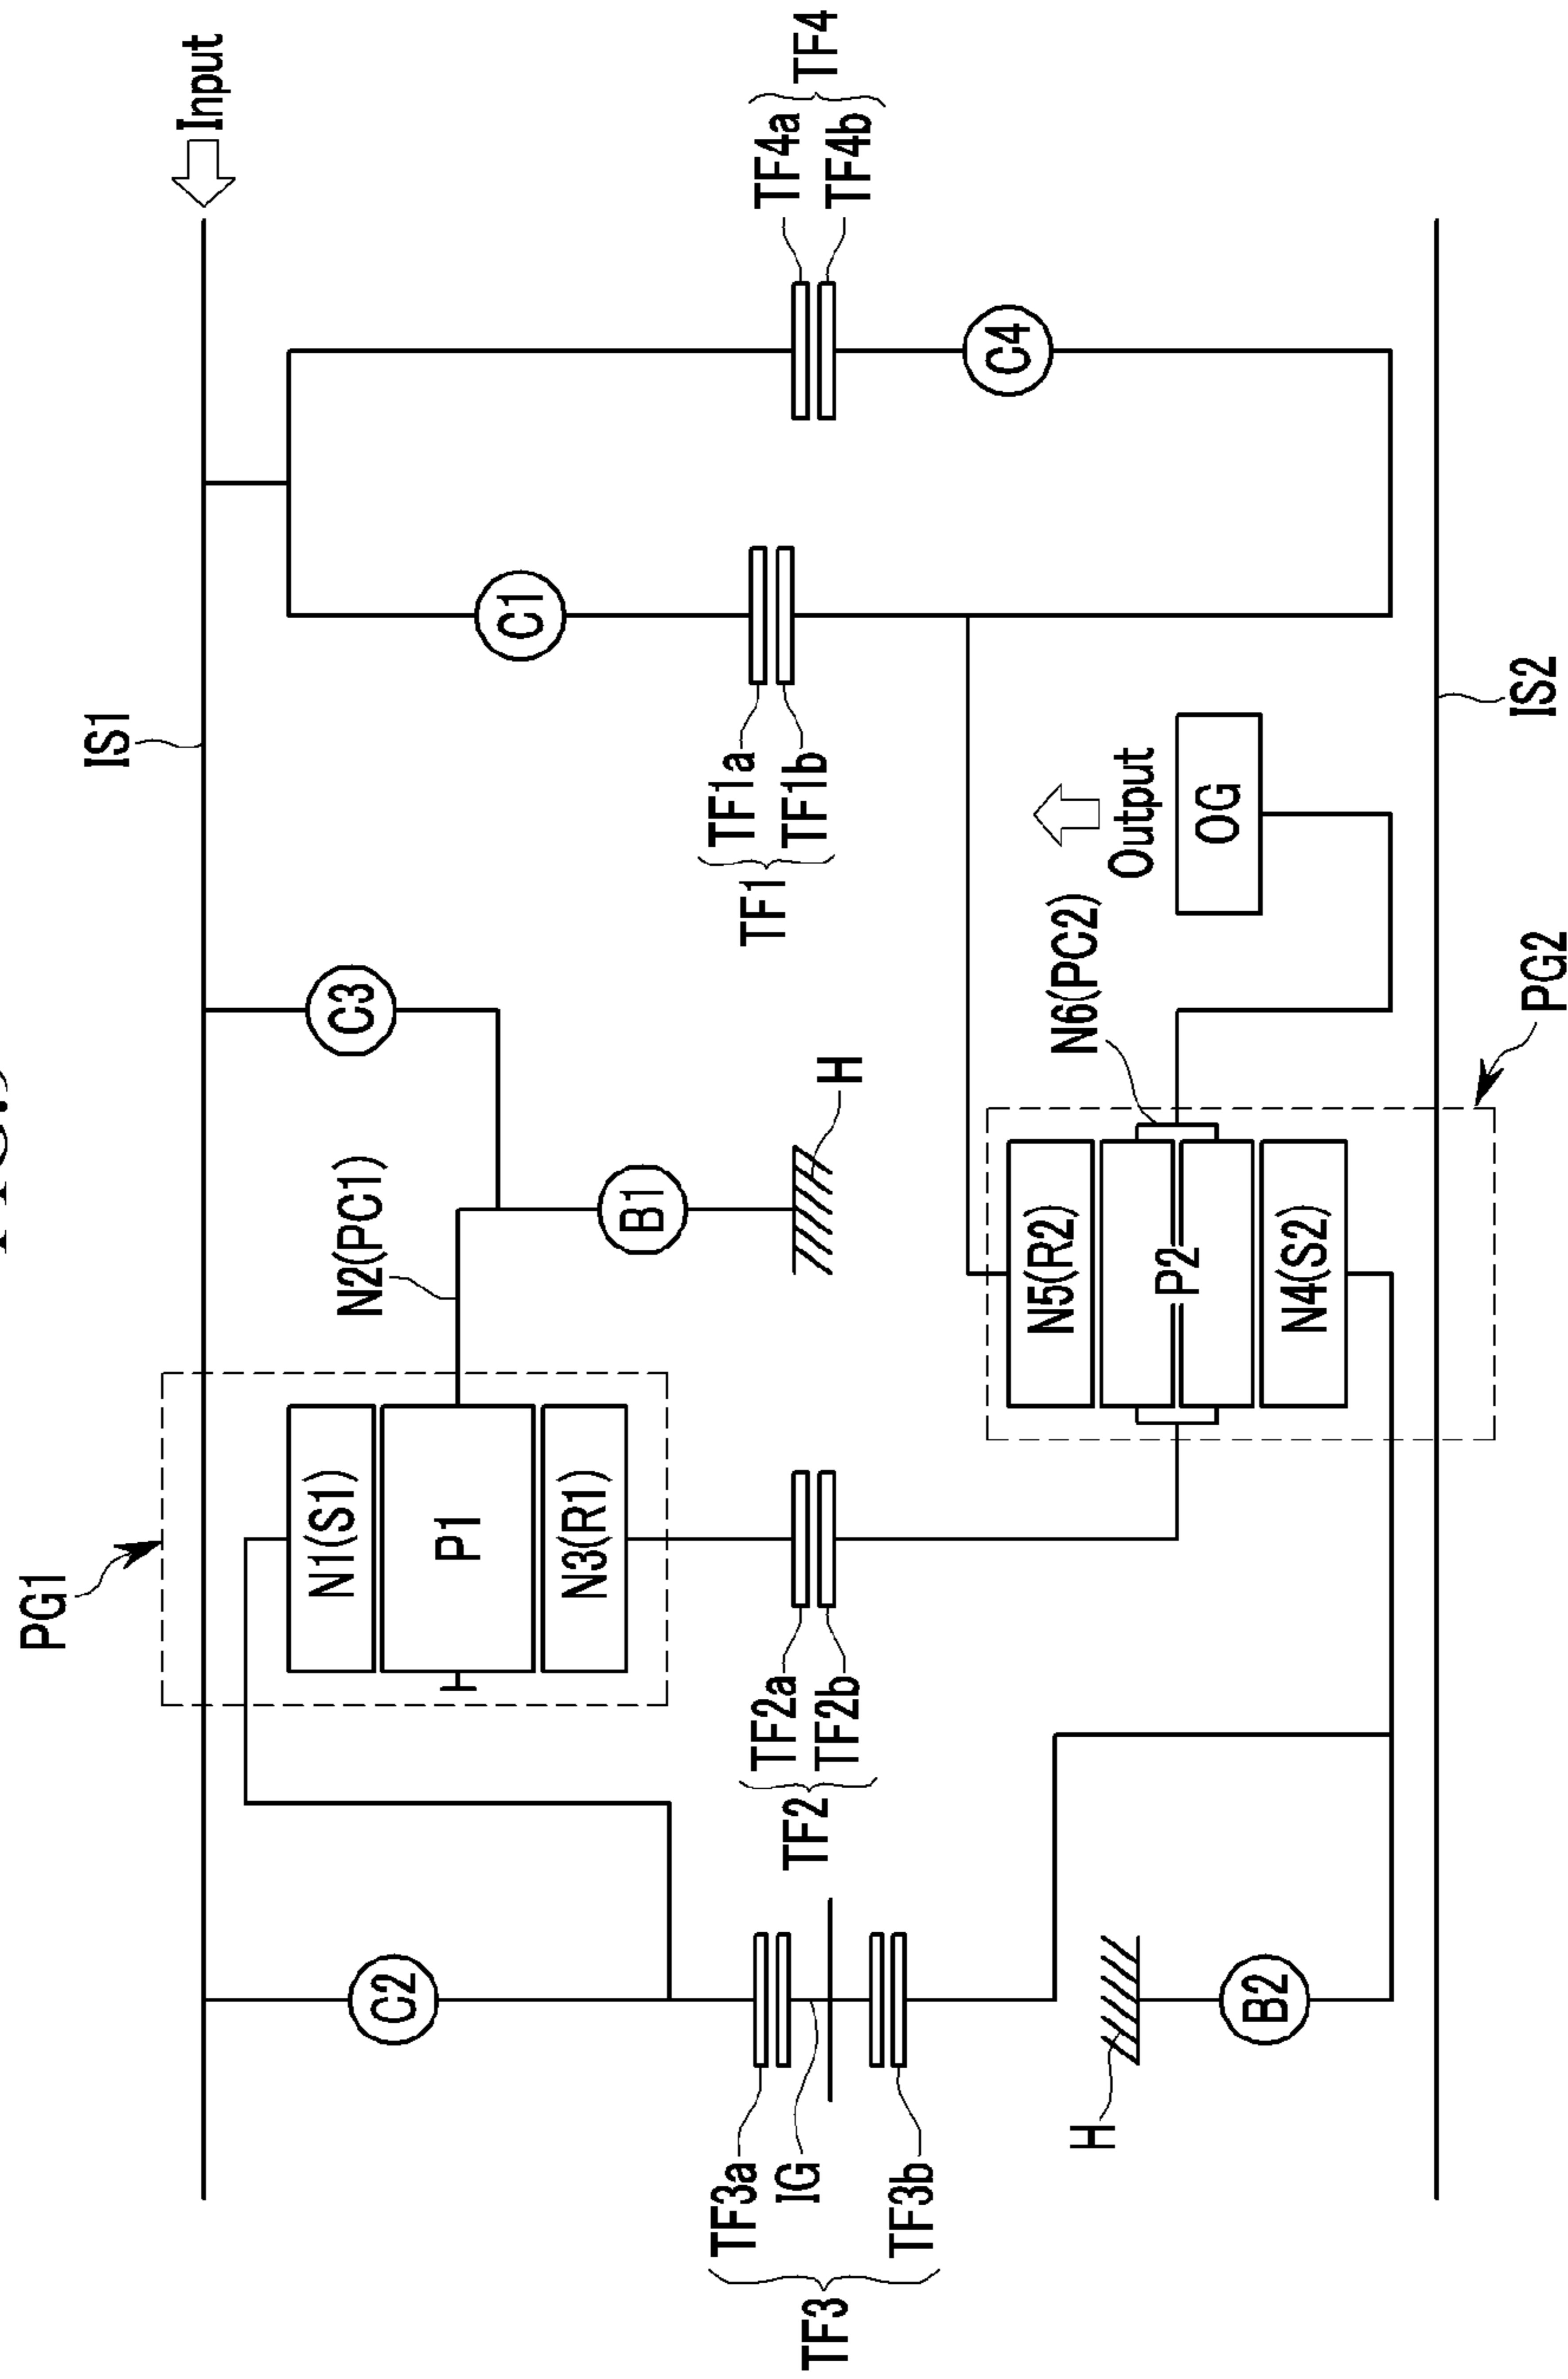 Input
IS1
TF4
TF4a
TF4b
C4
C1
TF1a
TF1b
TF1
C3
IS2
Output
OG
N6(PC2)
PG2
H
N2(PC1)
B1
N5(R2)
P2
N4(S2)
PG1
N1(S1)
P1
N3(R1)
TF2a
TF2b
TF2
C2
B2
H
TF3a
IG
TF3b
TF3